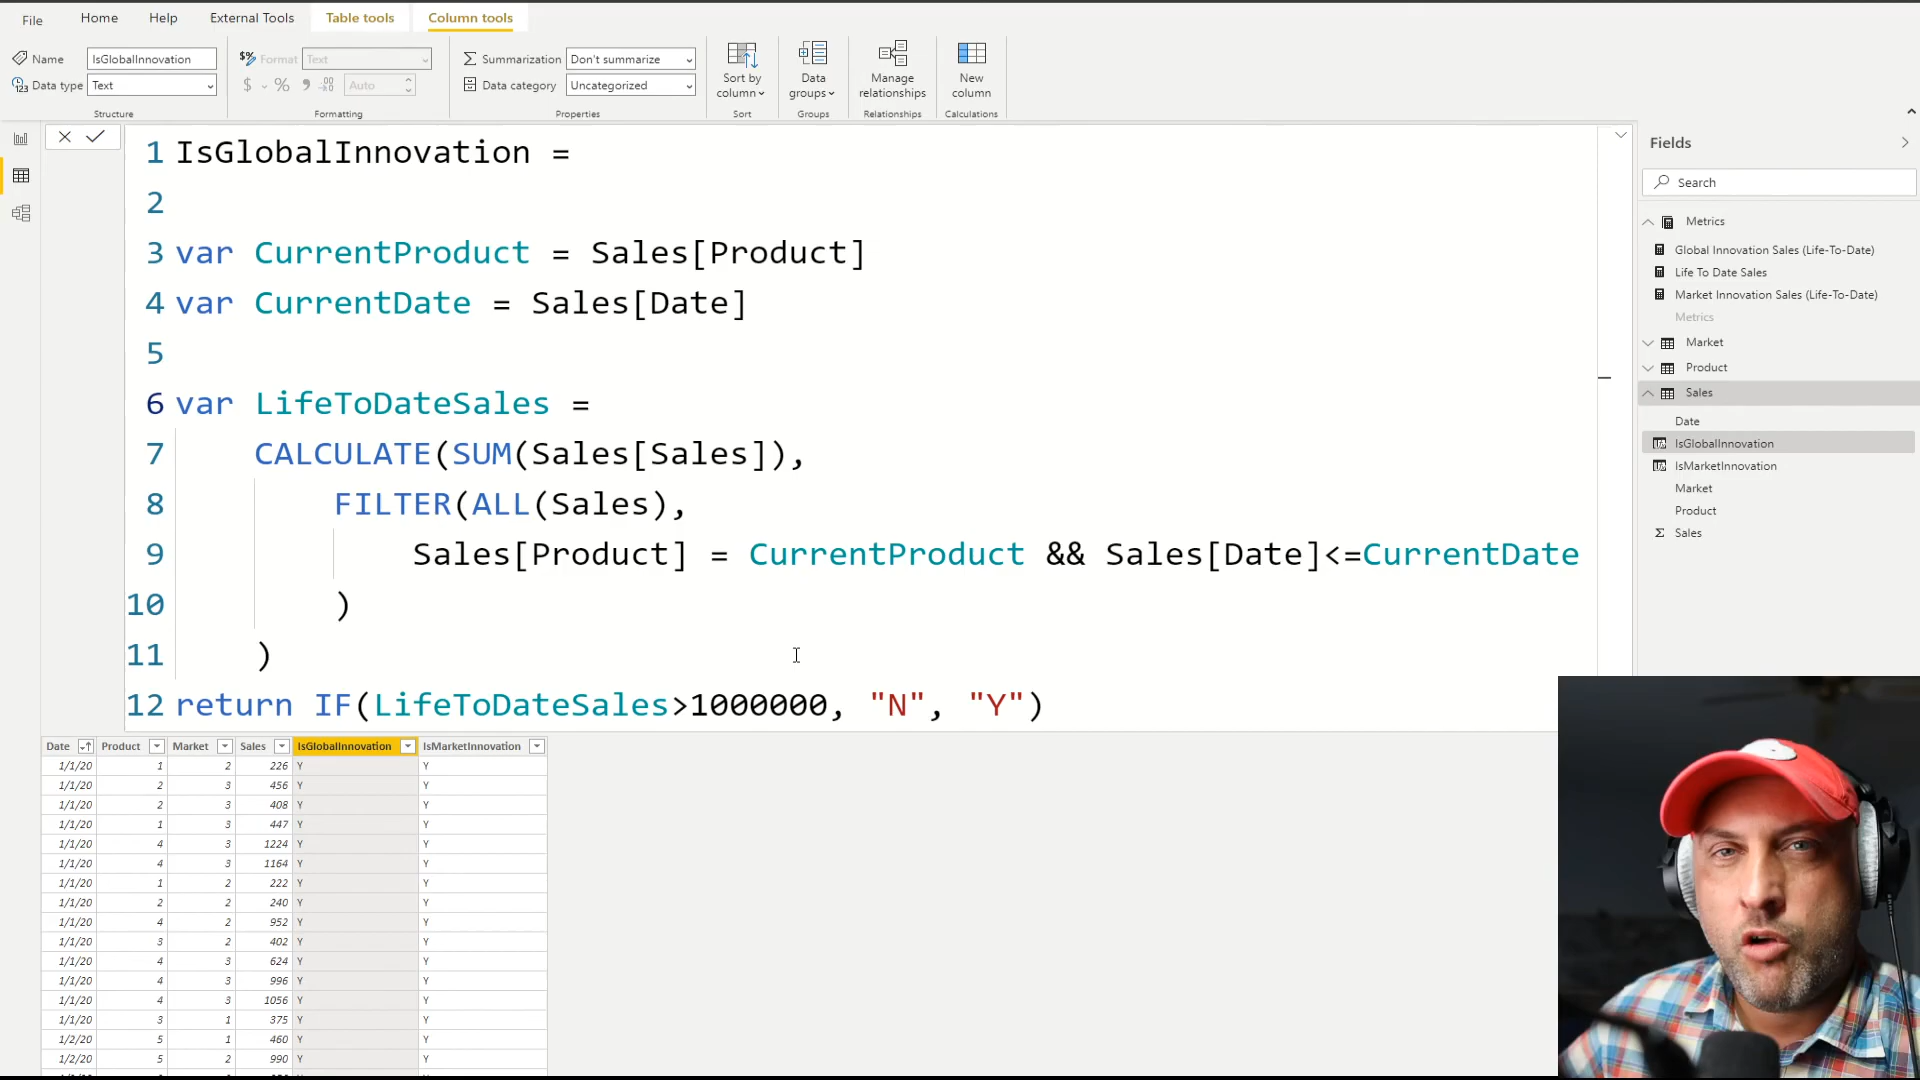 File Home Help External Tools Table tools Column tools
Name IsGlobalInnovation
Data type Text
Structure
Format Text
$ % 9 Auto
Formatting
Summarization Don't summarize
Data category Uncategorized
Properties
Sort by
column
Sort
Data
groups
Groups
Manage
relationships
Relationships
New
column
Calculations
1 IsGlobalInnovation =
2
3 var CurrentProduct = Sales[Product]
4 var CurrentDate = Sales[Date]
5
6 var LifeToDateSales =
7 CALCULATE(SUM(Sales[Sales]),
8 FILTER(ALL(Sales),
9 Sales[Product] = CurrentProduct && Sales[Date]<=CurrentDate
10 )
11 )
12 return IF(LifeToDateSales>1000000, "N", "Y")
Date Product Market Sales IsGlobalInnovation IsMarketInnovation
1/1/20 1 2 226 Y Y
1/1/20 2 3 456 Y Y
1/1/20 2 3 408 Y Y
1/1/20 1 3 447 Y Y
1/1/20 4 3 1224 Y Y
1/1/20 4 3 1164 Y Y
1/1/20 1 2 222 Y Y
1/1/20 2 2 240 Y Y
1/1/20 4 2 952 Y Y
1/1/20 3 2 402 Y Y
1/1/20 4 3 624 Y Y
1/1/20 4 3 996 Y Y
1/1/20 4 3 1056 Y Y
1/1/20 3 1 375 Y Y
1/2/20 5 1 460 Y Y
1/2/20 5 2 990 Y Y
Fields
Search
Metrics
Global Innovation Sales (Life-To-Date)
Life To Date Sales
Market Innovation Sales (Life-To-Date)
Metrics
Market
Product
Sales
Date
IsGlobalInnovation
IsMarketInnovation
Market
Product
Σ Sales